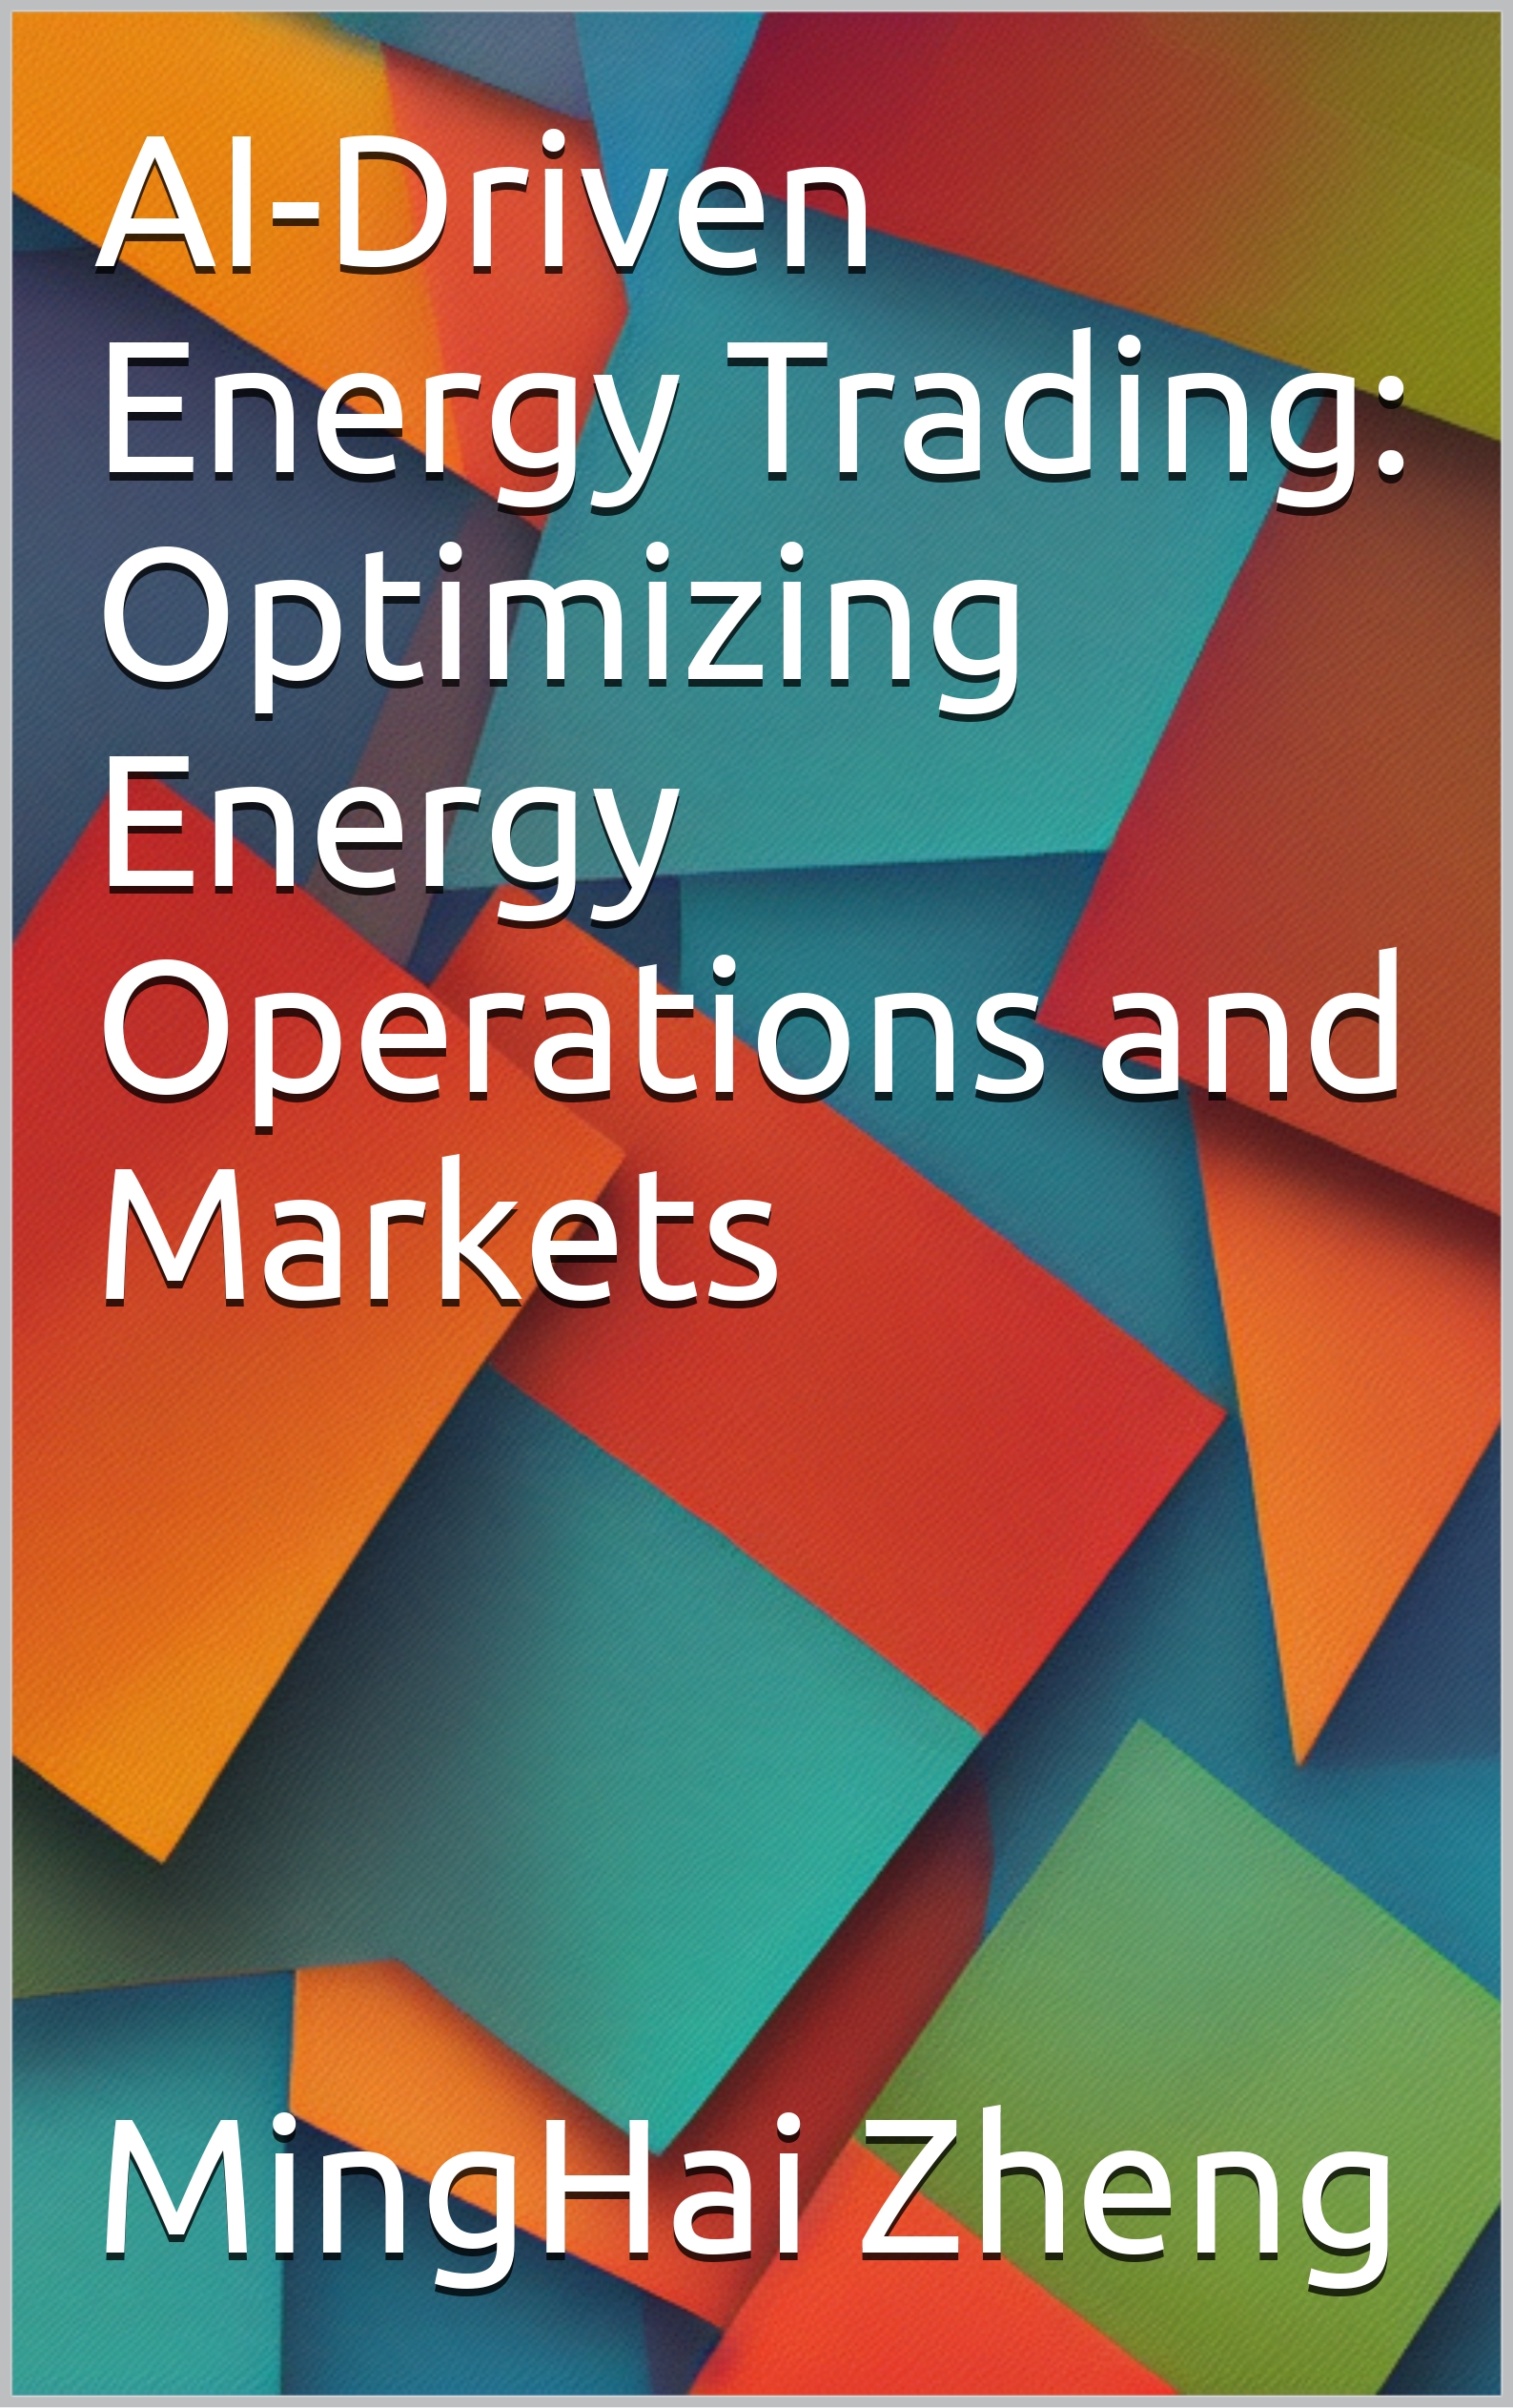 AI-Driven
Energy Trading:
Optimizing
Energy
Operations and
Markets
MingHai Zheng